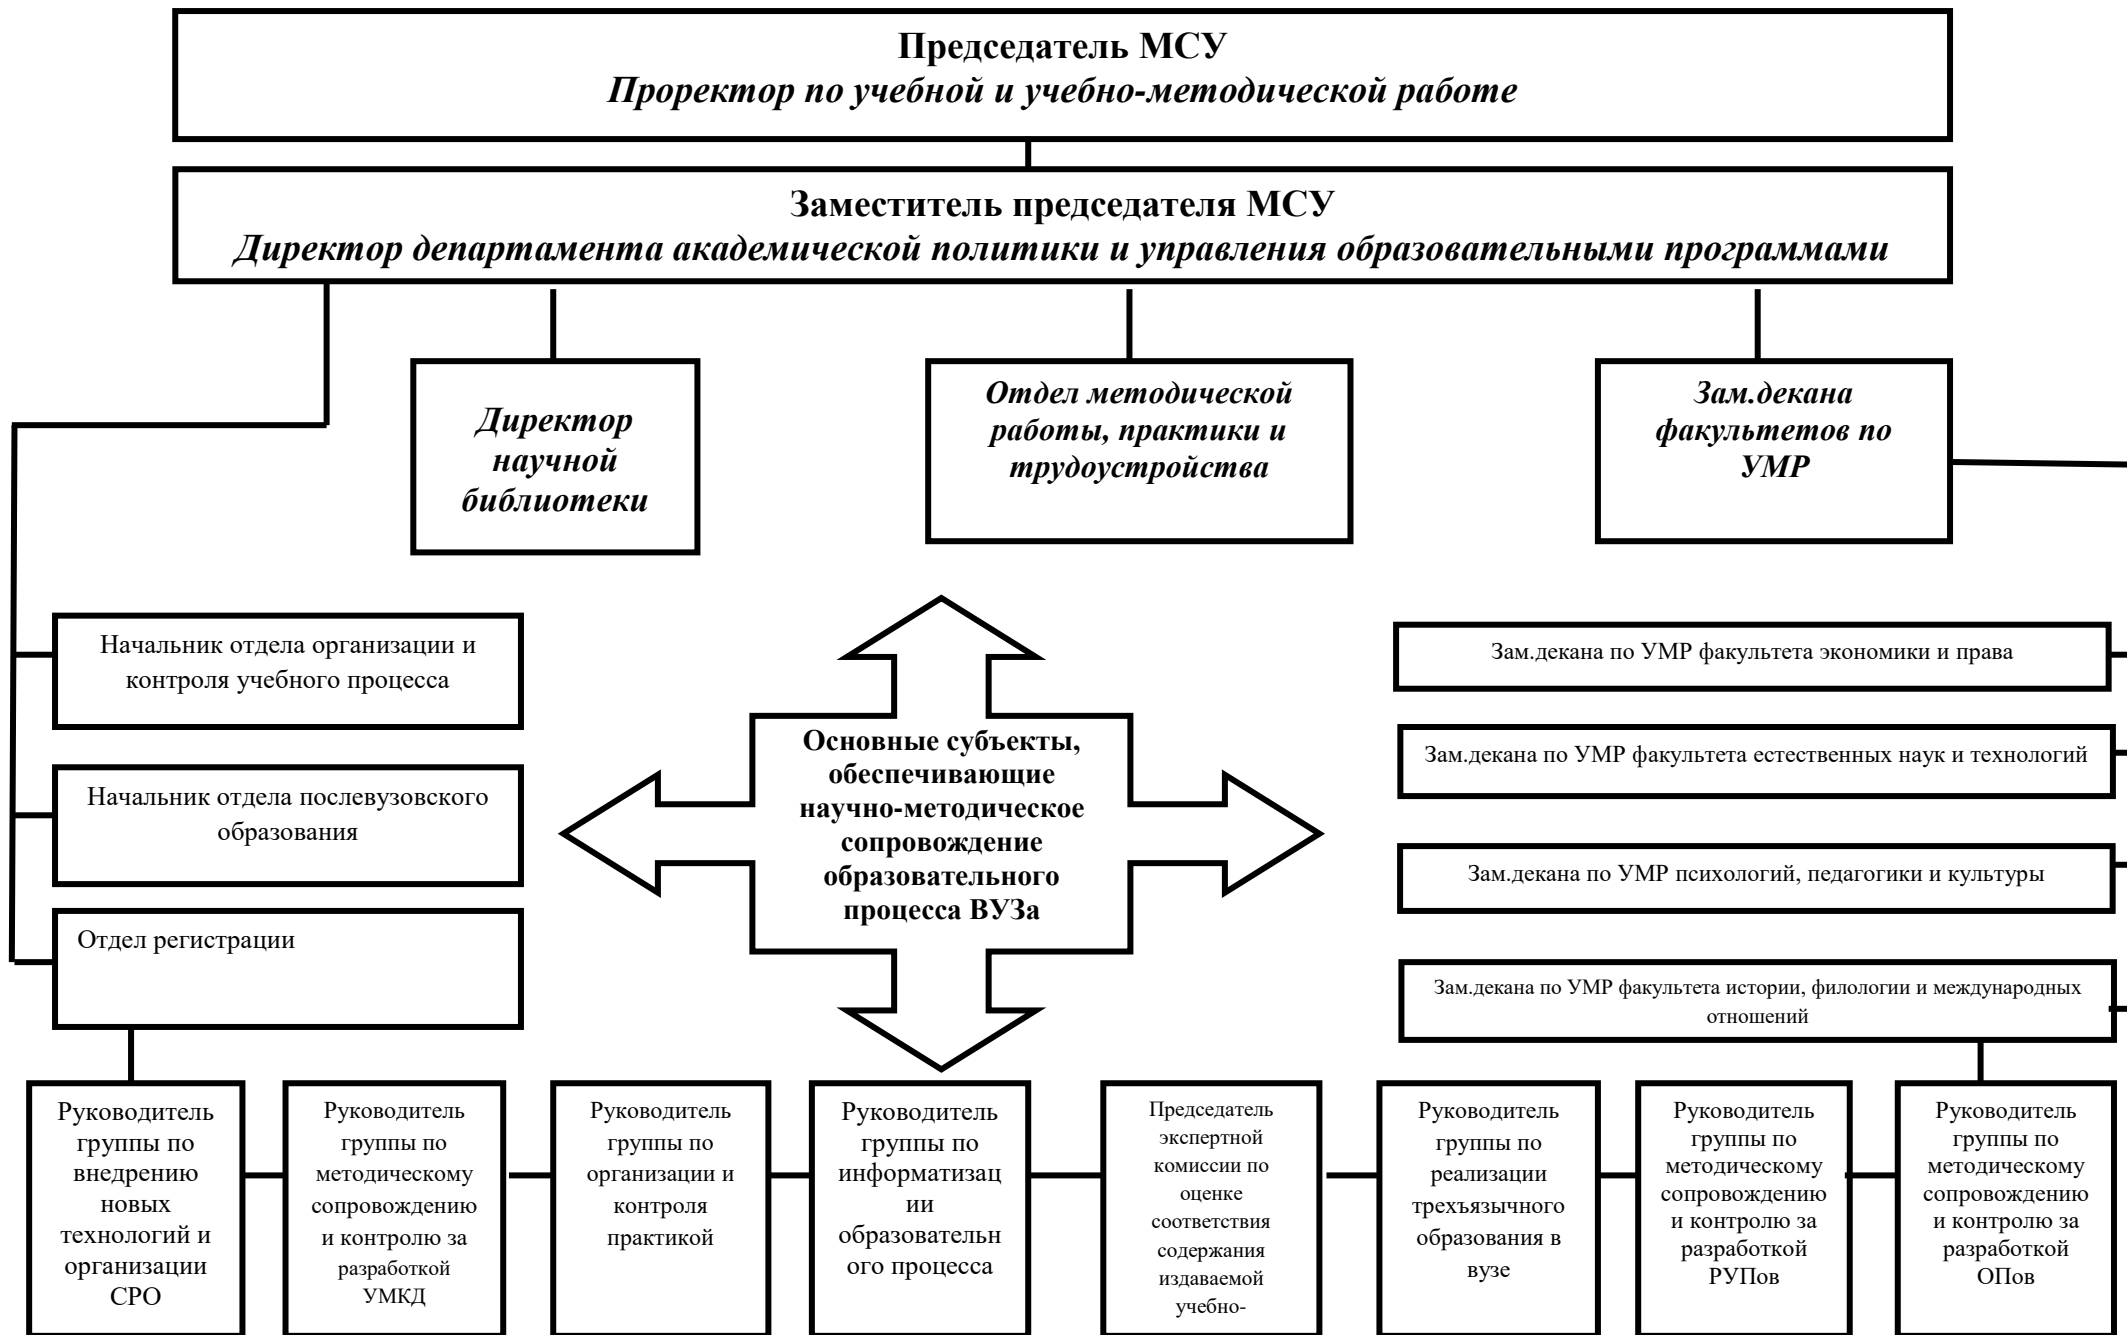 Председатель МСУ
Проректор по учебной и учебно-методической работе
Заместитель председателя МСУ
Директор департамента академической политики и управления образовательными программами
Директор
научной
библиотеки
Отдел методической
работы, практики и
трудоустройства
Зам.декана
факультетов по
УМР
Начальник отдела организации и
контроля учебного процесса
Начальник отдела послевузовского
образования
Отдел регистрации
Основные субъекты,
обеспечивающие
научно-методическое
сопровождение
образовательного
процесса ВУЗа
Зам.декана по УМР факультета экономики и права
Зам.декана по УМР факультета естественных наук и технологий
Зам.декана по УМР психологий, педагогики и культуры
Зам.декана по УМР факультета истории, филологии и международных
отношений
Руководитель
группы по
внедрению
новых
технологий и
организации
СРО
Руководитель
группы по
методическому
сопровождению
и контролю за
разработкой
УМКД
Руководитель
группы по
организации и
контроля
практикой
Руководитель
группы по
информатизац
ии
образовательн
ого процесса
Председатель
экспертной
комиссии по
оценке
соответствия
содержания
издаваемой
учебно-
Руководитель
группы по
реализации
трехъязычного
образования в
вузе
Руководитель
группы по
методическому
сопровождению
и контролю за
разработкой
РУПов
Руководитель
группы по
методическому
сопровождению
и контролю за
разработкой
ОПов